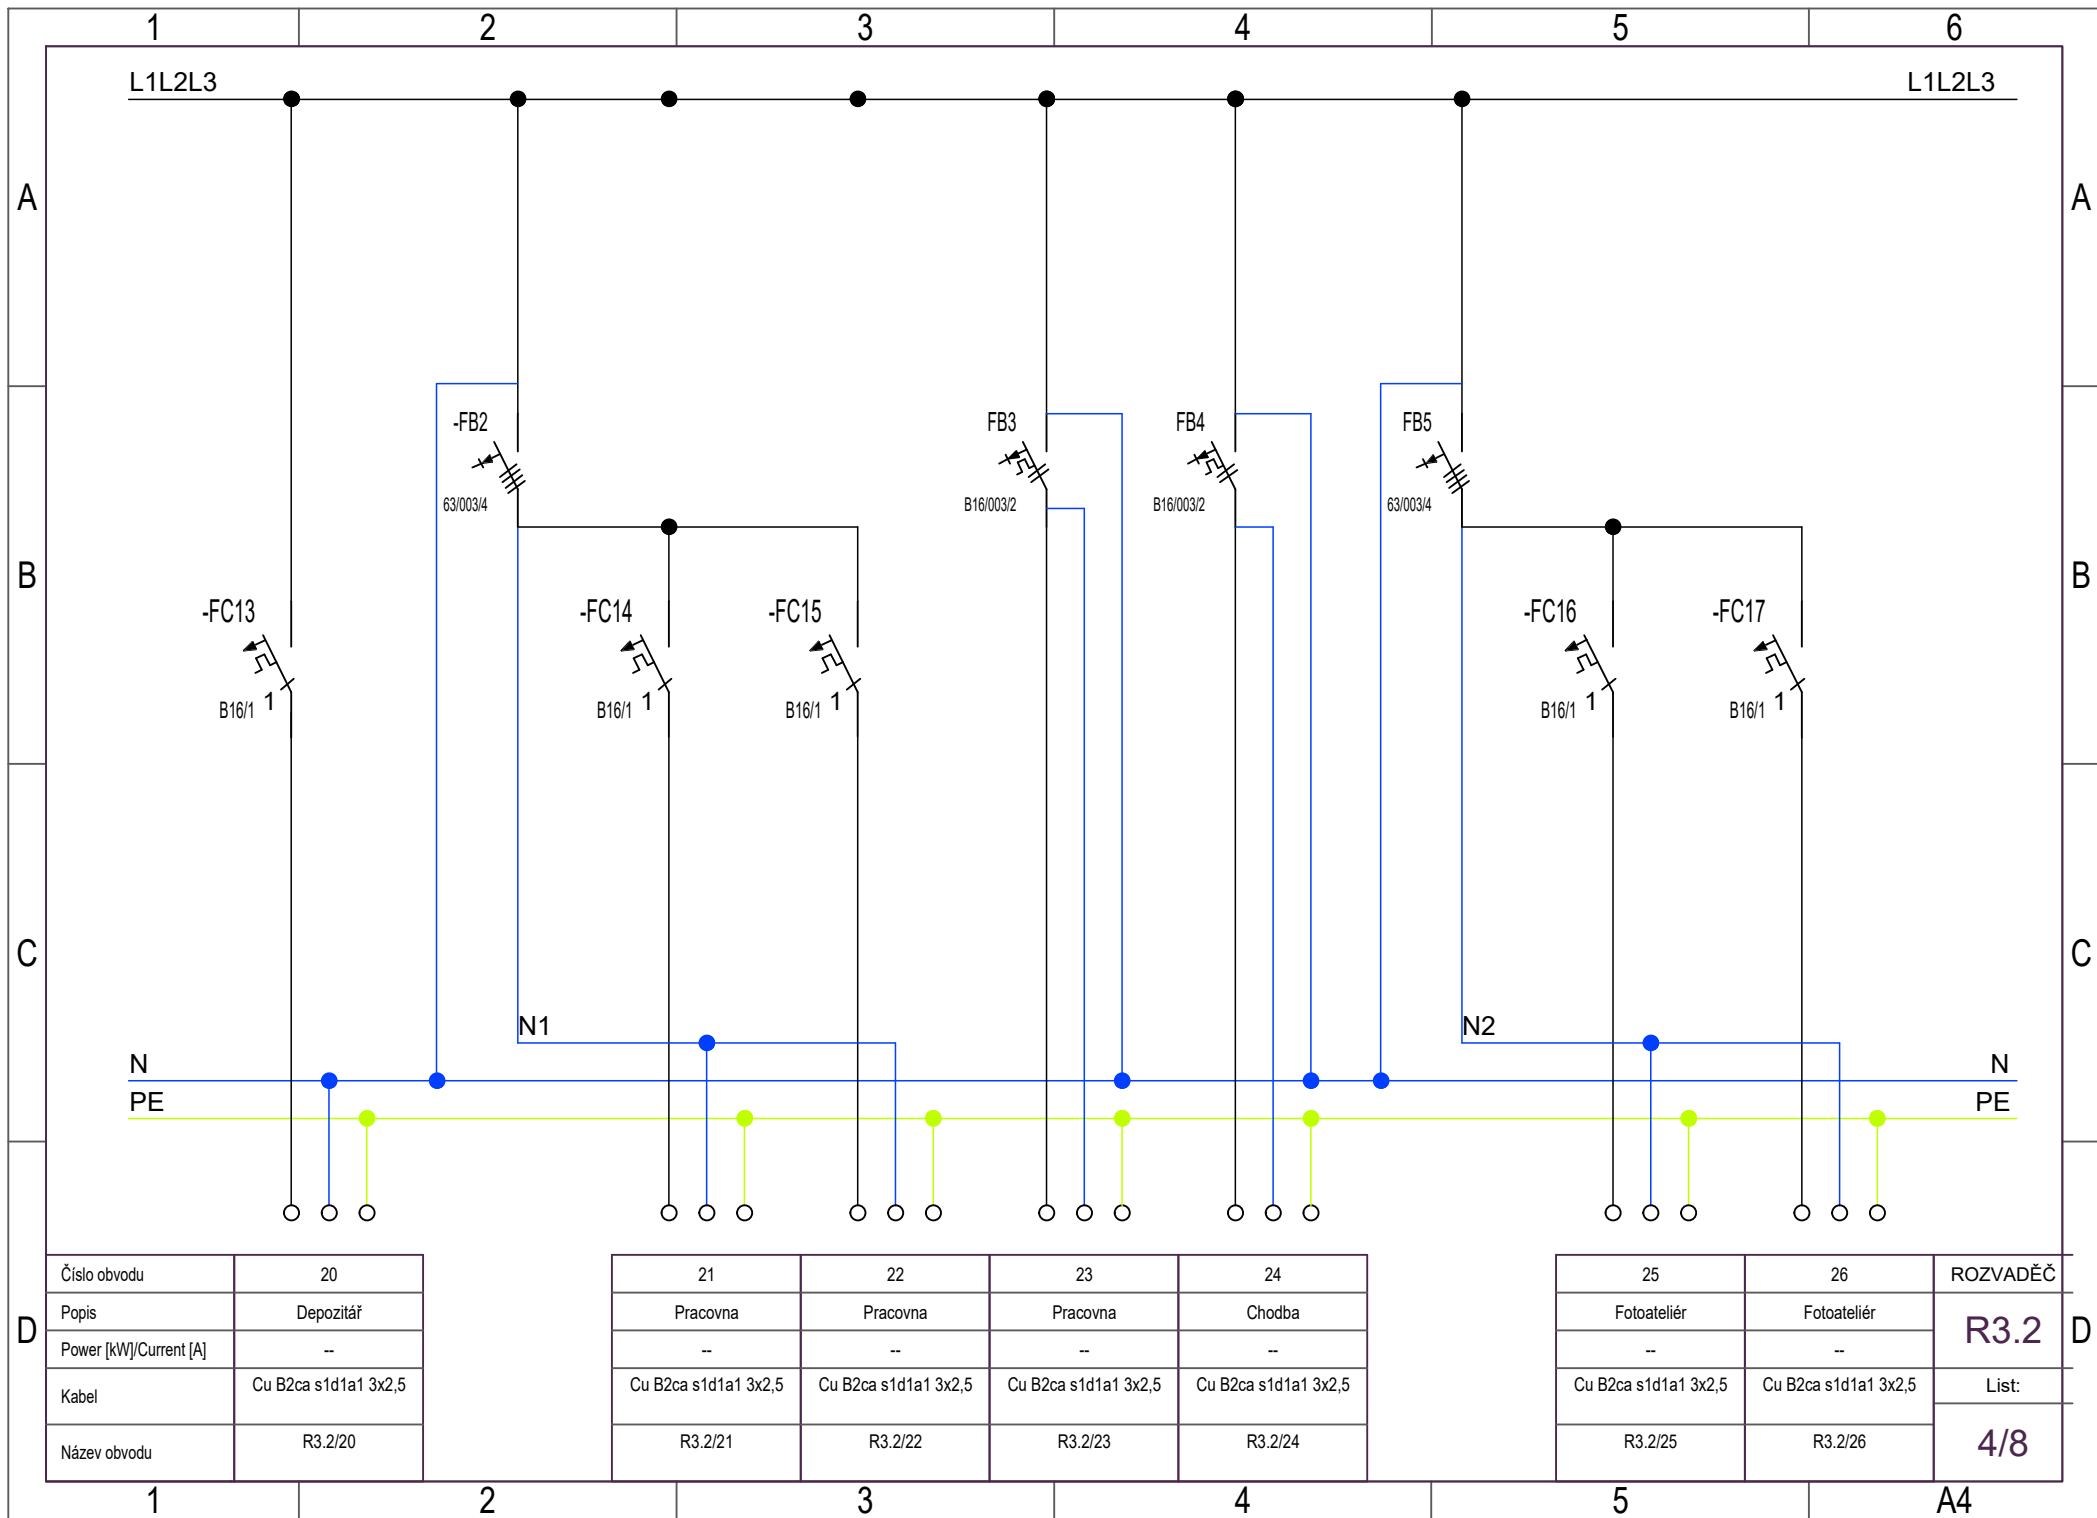 1 2 3 4 5 6
L1L2L3 L1L2L3
A A
-FB2 FB3 FB4 FB5
63/003/4 B16/003/2 B16/003/2 63/003/4
B B
-FC13 -FC14 -FC15 -FC16 -FC17
B16/1 1 B16/1 1 B16/1 1 B16/1 1 B16/1 1
C C
N1 N2
N N
PE PE
Číslo obvodu 20 21 22 23 24 25 26 ROZVADĚČ
Popis Depozitář Pracovna Pracovna Pracovna Chodba Fotoateliér Fotoateliér R3.2
D D
Power [kW]/Current [A] -- -- -- -- -- -- --
Kabel Cu B2ca s1d1a1 3x2,5 Cu B2ca s1d1a1 3x2,5 Cu B2ca s1d1a1 3x2,5 Cu B2ca s1d1a1 3x2,5 Cu B2ca s1d1a1 3x2,5 Cu B2ca s1d1a1 3x2,5 Cu B2ca s1d1a1 3x2,5 List:
Název obvodu R3.2/20 R3.2/21 R3.2/22 R3.2/23 R3.2/24 R3.2/25 R3.2/26 4/8
1 2 3 4 5 A4